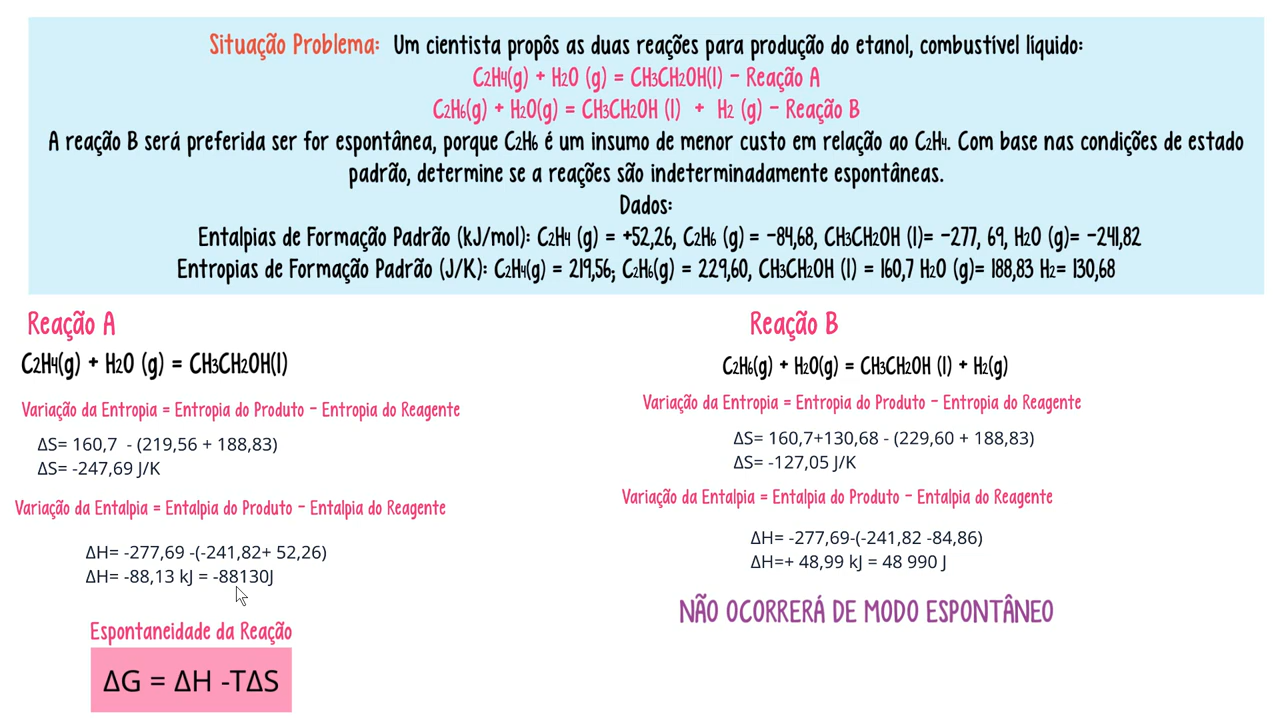 Situação Problema: Um cientista propôs as duas reações para produção do etanol, combustível líquido:
C2H4(g) + H2O (g) = CH3CH2OH(l) - Reação A
C2H6(g) + H2O(g) = CH3CH2OH (l) + H2 (g) - Reação B
A reação B será preferida ser for espontânea, porque C2H6 é um insumo de menor custo em relação ao C2H4. Com base nas condições de estado
padrão, determine se a reações são indeterminadamente espontâneas.
Dados:
Entalpias de Formação Padrão (kJ/mol): C2H4 (g) = +52,26, C2H6 (g) = -84,68, CH3CH2OH (l)= -277, 69, H2O (g)= -241,82
Entropias de Formação Padrão (J/K): C2H4(g) = 219,56; C2H6(g) = 229,60, CH3CH2OH (l) = 160,7 H2O (g)= 188,83 H2= 130,68
Reação A
C2H4(g) + H2O (g) = CH3CH2OH(l)
Variação da Entropia = Entropia do Produto - Entropia do Reagente
ΔS= 160,7 - (219,56 + 188,83)
ΔS= -247,69 J/K
Variação da Entalpia = Entalpia do Produto - Entalpia do Reagente
ΔH= -277,69 -(-241,82+ 52,26)
ΔH= -88,13 kJ = -88130J
Espontaneidade da Reação
ΔG = ΔH -TΔS
Reação B
C2H6(g) + H2O(g) = CH3CH2OH (l) + H2(g)
Variação da Entropia = Entropia do Produto - Entropia do Reagente
ΔS= 160,7+130,68 - (229,60 + 188,83)
ΔS= -127,05 J/K
Variação da Entalpia = Entalpia do Produto - Entalpia do Reagente
ΔH= -277,69-(-241,82 -84,86)
ΔH=+ 48,99 kJ = 48 990 J
NÃO OCORRERÁ DE MODO ESPONTÂNEO